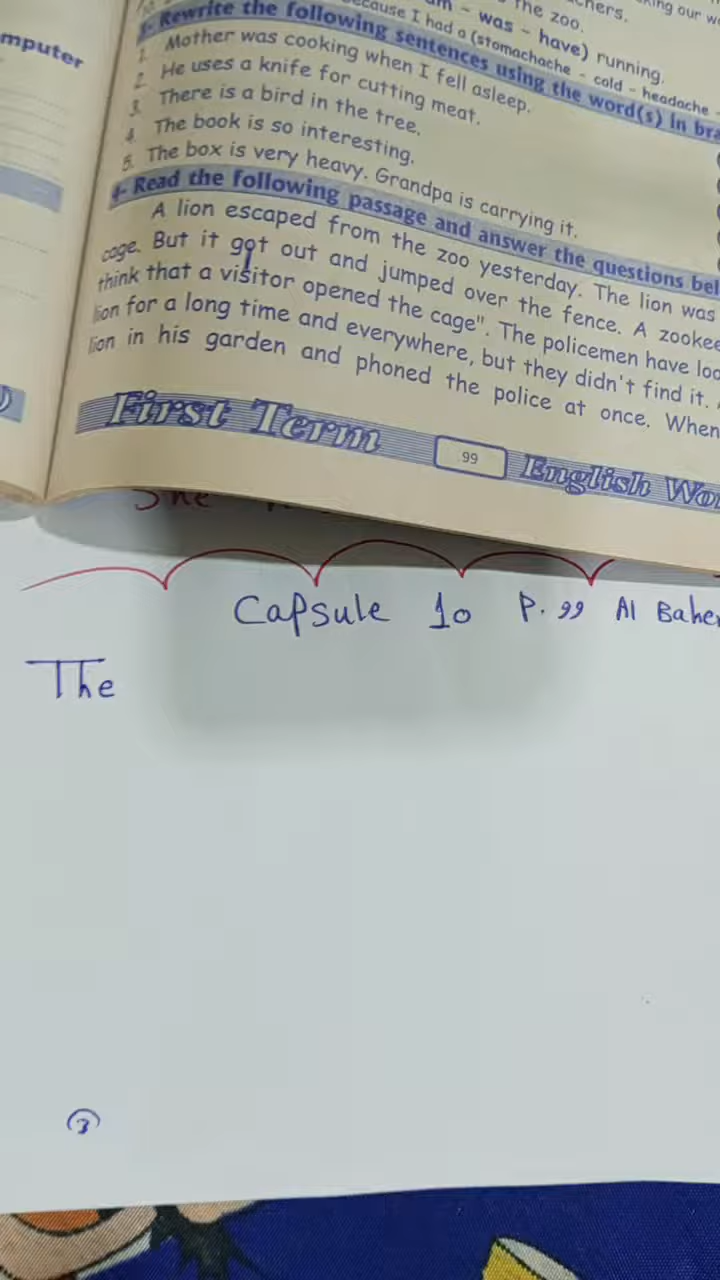 mputer
the zoo.
chers.
- was - have) running.
ecause I had a (stomachache - cold - headache -
Rewrite the following sentences using the word(s) in bra
1. Mother was cooking when I fell asleep.
2. He uses a knife for cutting meat.
3. There is a bird in the tree.
4. The book is so interesting.
5. The box is very heavy. Grandpa is carrying it.
4- Read the following passage and answer the questions bel
A lion escaped from the zoo yesterday. The lion was
cage. But it got out and jumped over the fence. A zookee
think that a visitor opened the cage". The policemen have loo
lion for a long time and everywhere, but they didn't find it.
lion in his garden and phoned the police at once. When
First Term
99
English Wo
She
Capsule 10 P. 99 Al Baher
The
3